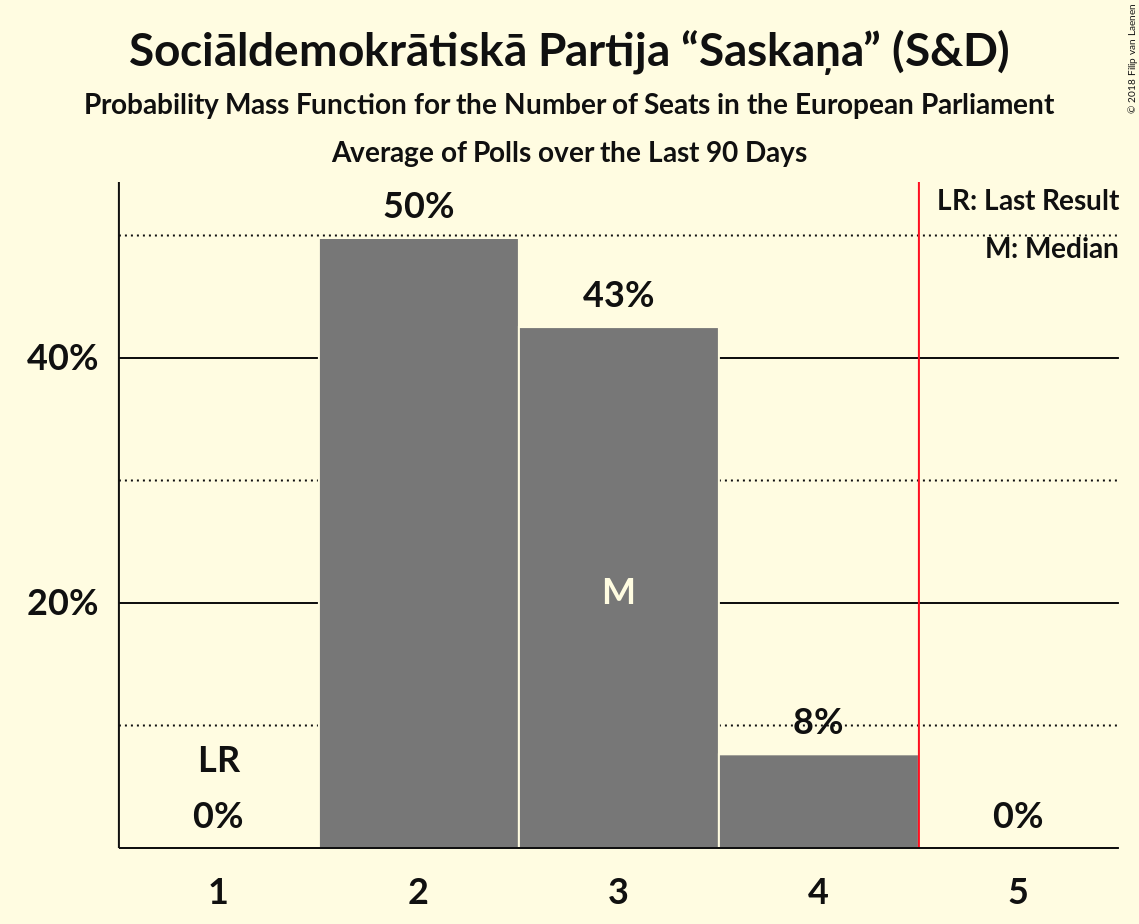 Sociāldemokrātiskā Partija “Saskaņa” (S&D)
Probability Mass Function for the Number of Seats in the European Parliament
Average of Polls over the Last 90 Days
© 2018 Filip van Laenen
LR: Last Result
M: Median
50%
43%
40%
20%
M
8%
LR
0%
0%
1 2 3 4 5